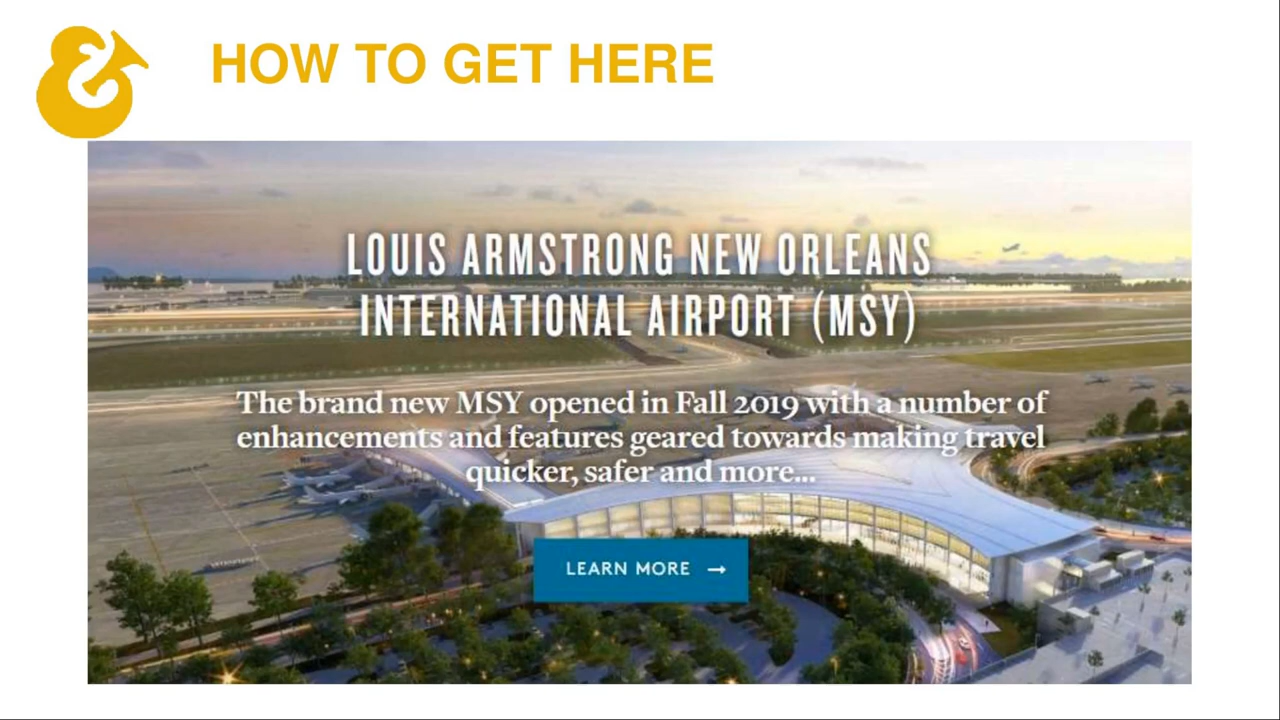 HOW TO GET HERE
LOUIS ARMSTRONG NEW ORLEANS
INTERNATIONAL AIRPORT (MSY)
The brand new MSY opened in Fall 2019 with a number of
enhancements and features geared towards making travel
quicker, safer and more...
LEARN MORE →